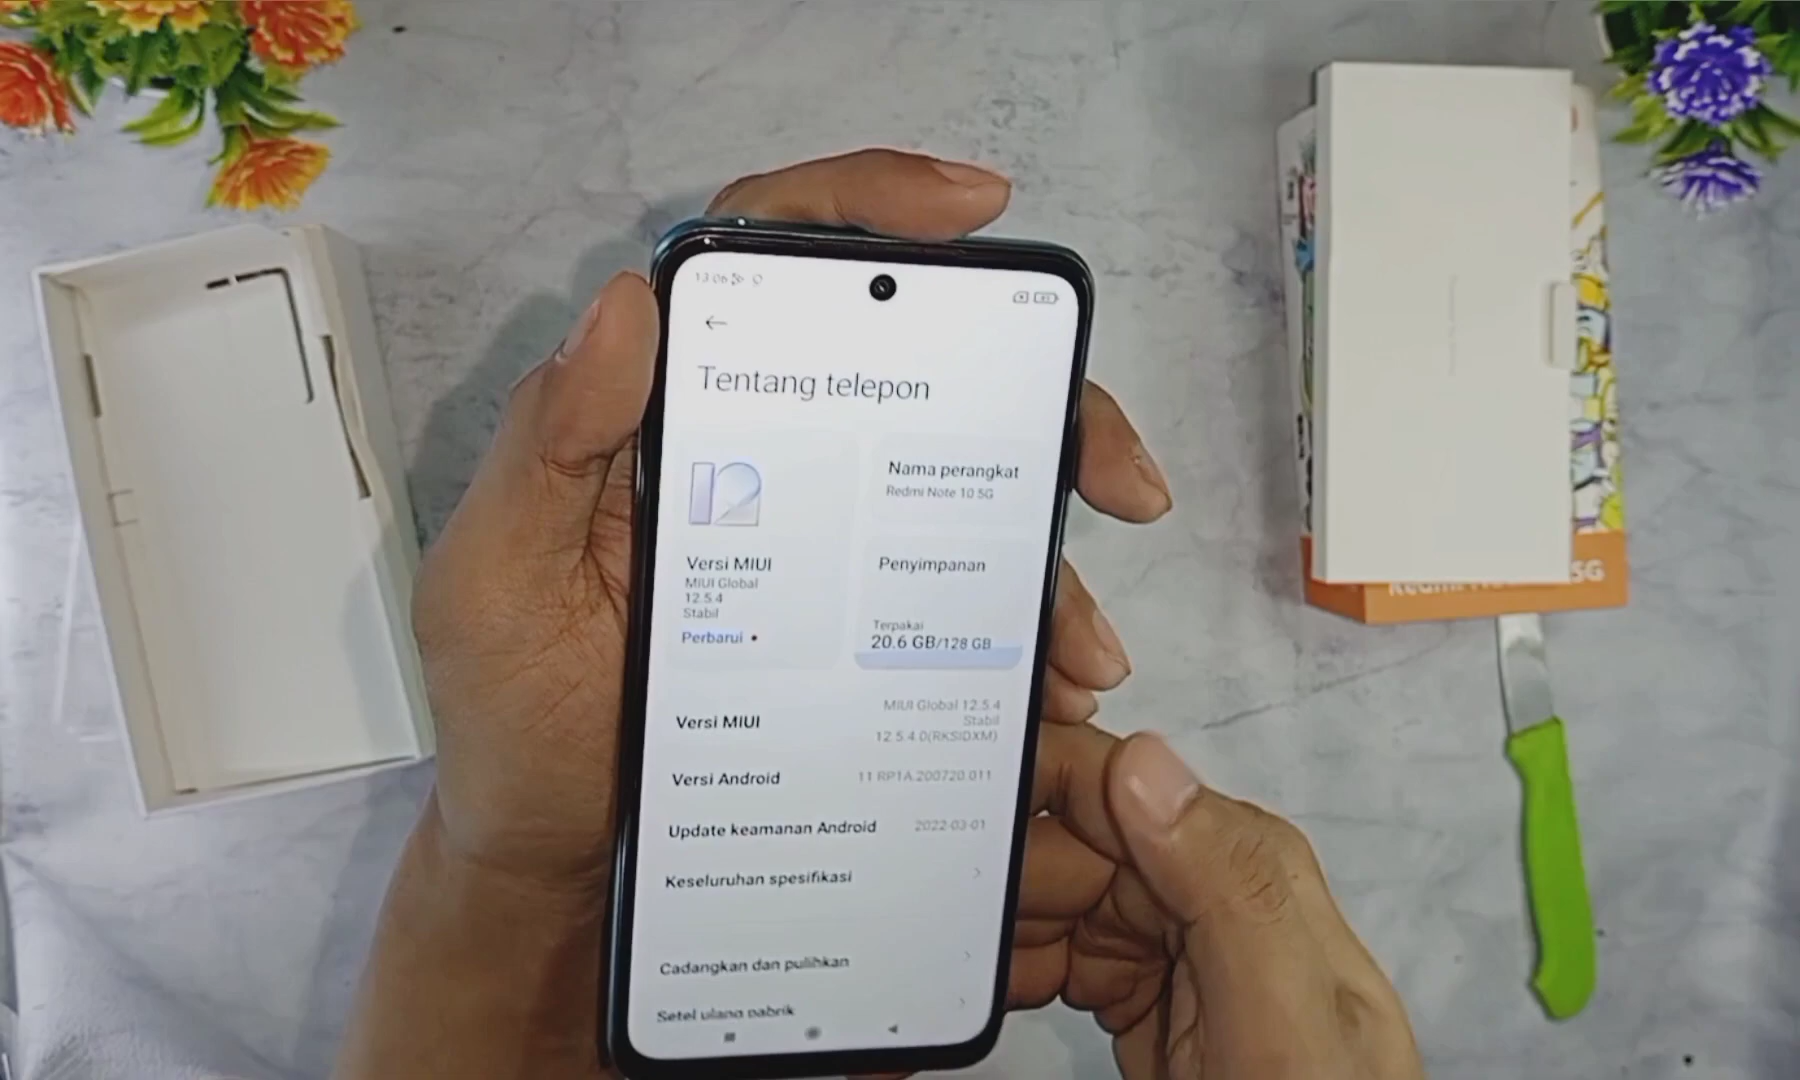 13:06
Tentang telepon
12
Nama perangkat
Redmi Note 10 5G
Versi MIUI
MIUI Global
12.5.4
Stabil
Perbarui
Penyimpanan
Terpakai
20.6 GB/128 GB
Versi MIUI
MIUI Global 12.5.4
Stabil
12.5.4.0(RKSIDXM)
Versi Android
11 RP1A.200720.011
Update keamanan Android
2022-03-01
Keseluruhan spesifikasi
Cadangkan dan pulihkan
Setel ulang pabrik
5G